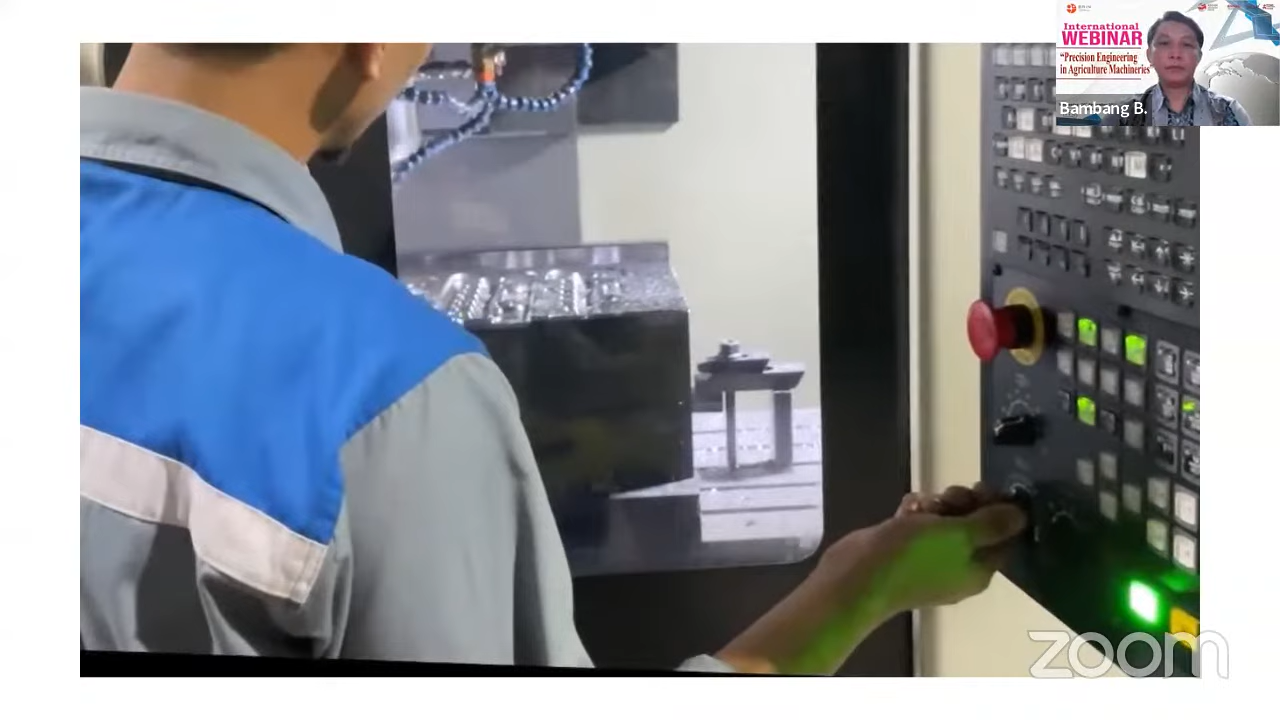 International
WEBINAR
"Precision Engineering
in Agriculture Machineries"
Bambang B.
zoom